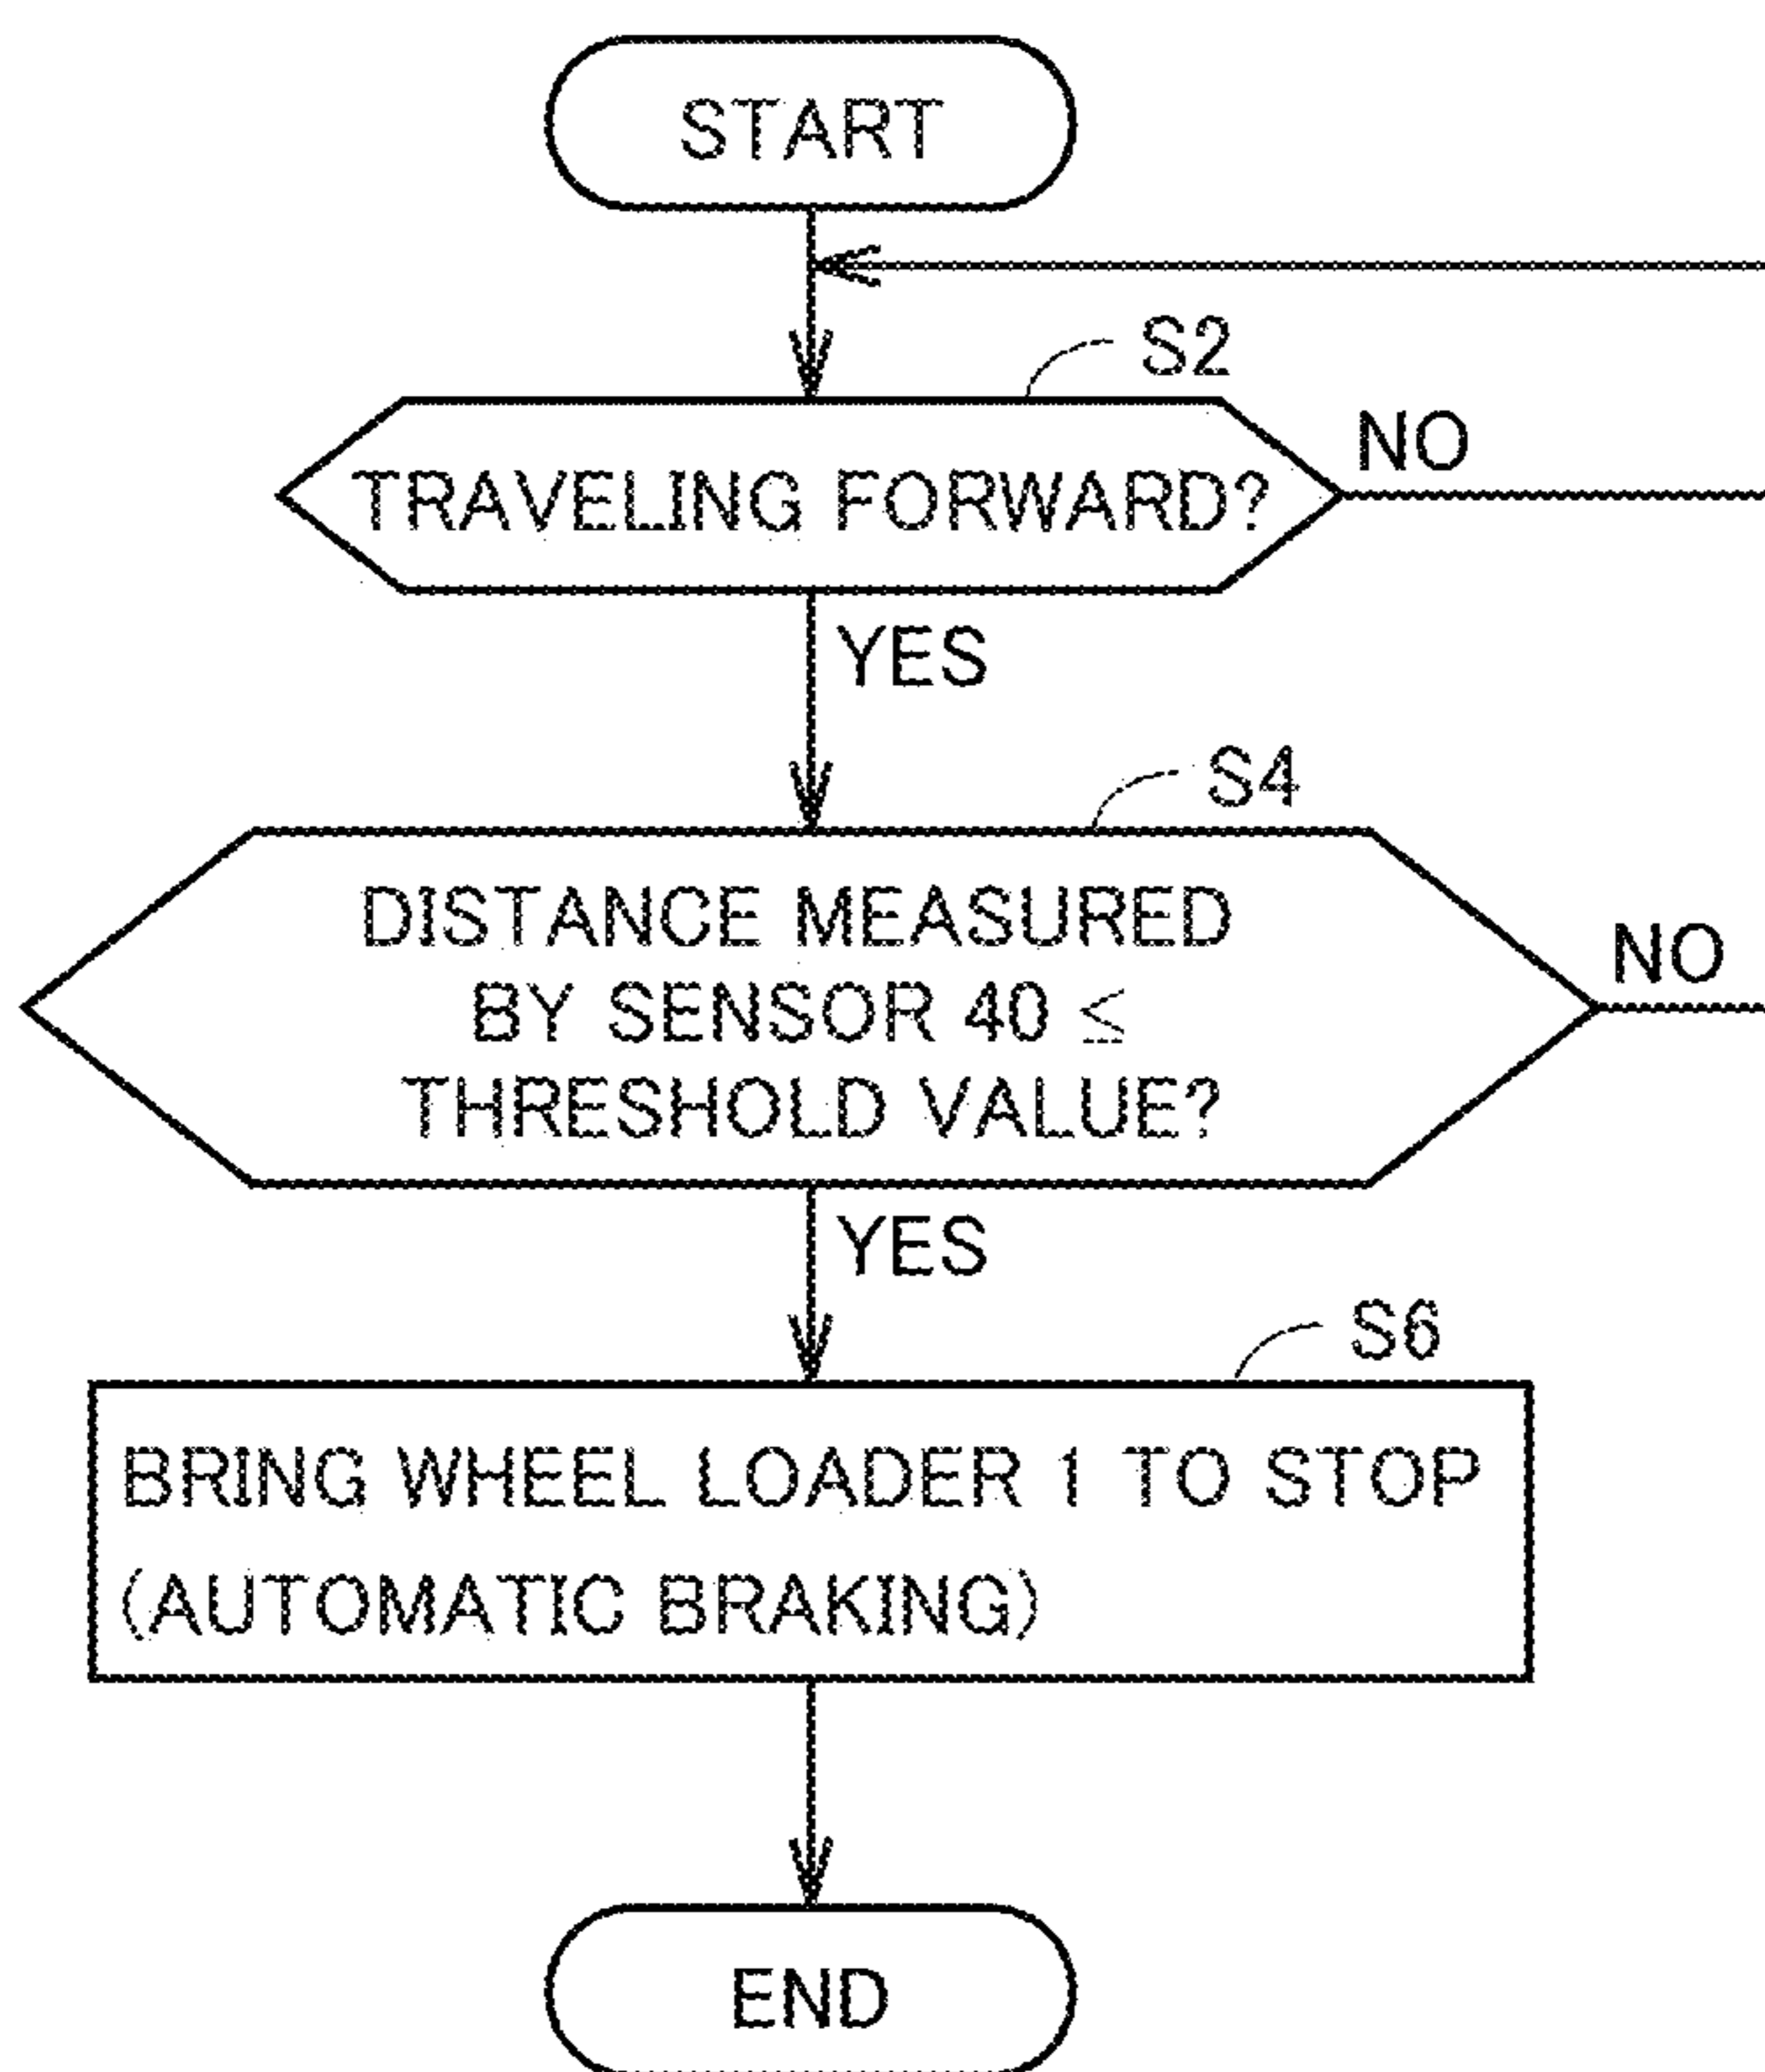 START
S2
TRAVELING FORWARD?
NO
YES
S4
DISTANCE MEASURED
BY SENSOR 40 ≤
THRESHOLD VALUE?
NO
YES
S6
BRING WHEEL LOADER 1 TO STOP
(AUTOMATIC BRAKING)
END